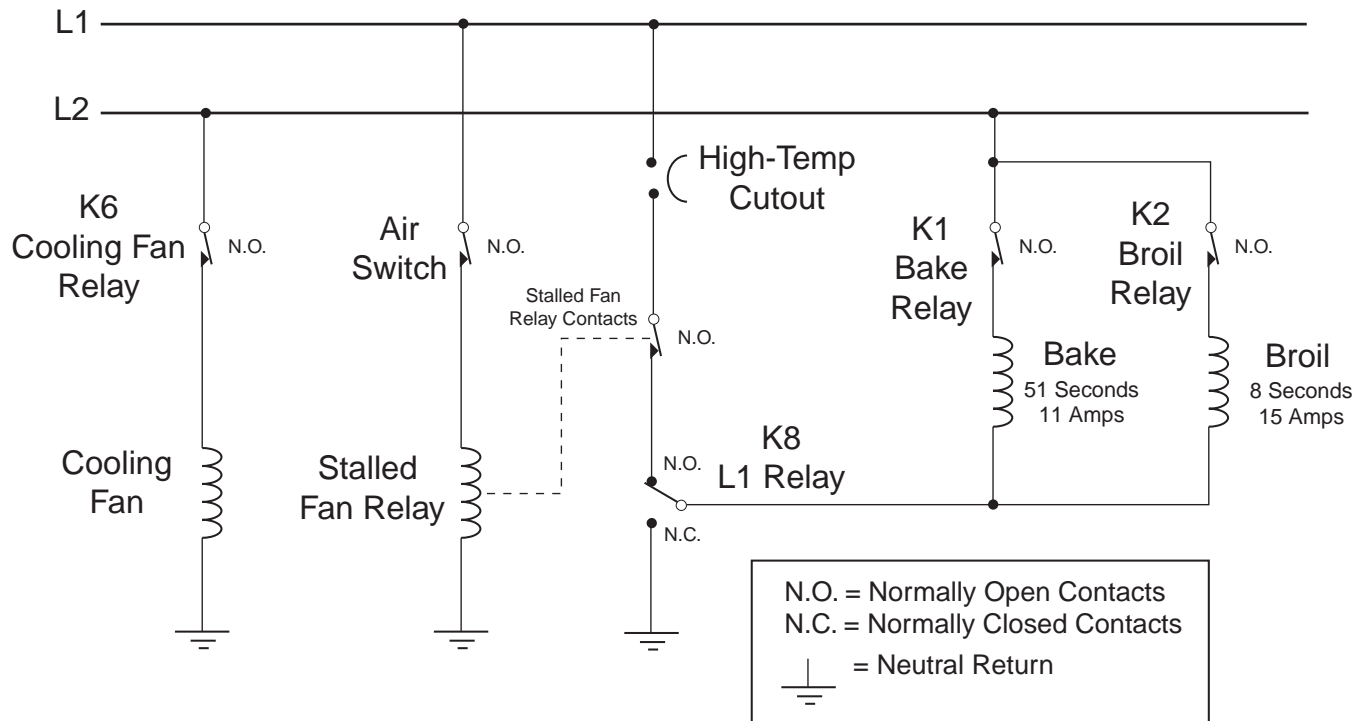 L1
L2
K6
Cooling Fan
Relay
N.O.
Air
Switch
N.O.
High-Temp
Cutout
K1
Bake
Relay
N.O.
K2
Broil
Relay
N.O.
Stalled Fan
Relay Contacts
N.O.
Bake
51 Seconds
11 Amps
Broil
8 Seconds
15 Amps
Cooling
Fan
Stalled
Fan Relay
N.O.
K8
L1 Relay
N.C.
N.O. = Normally Open Contacts
N.C. = Normally Closed Contacts
= Neutral Return